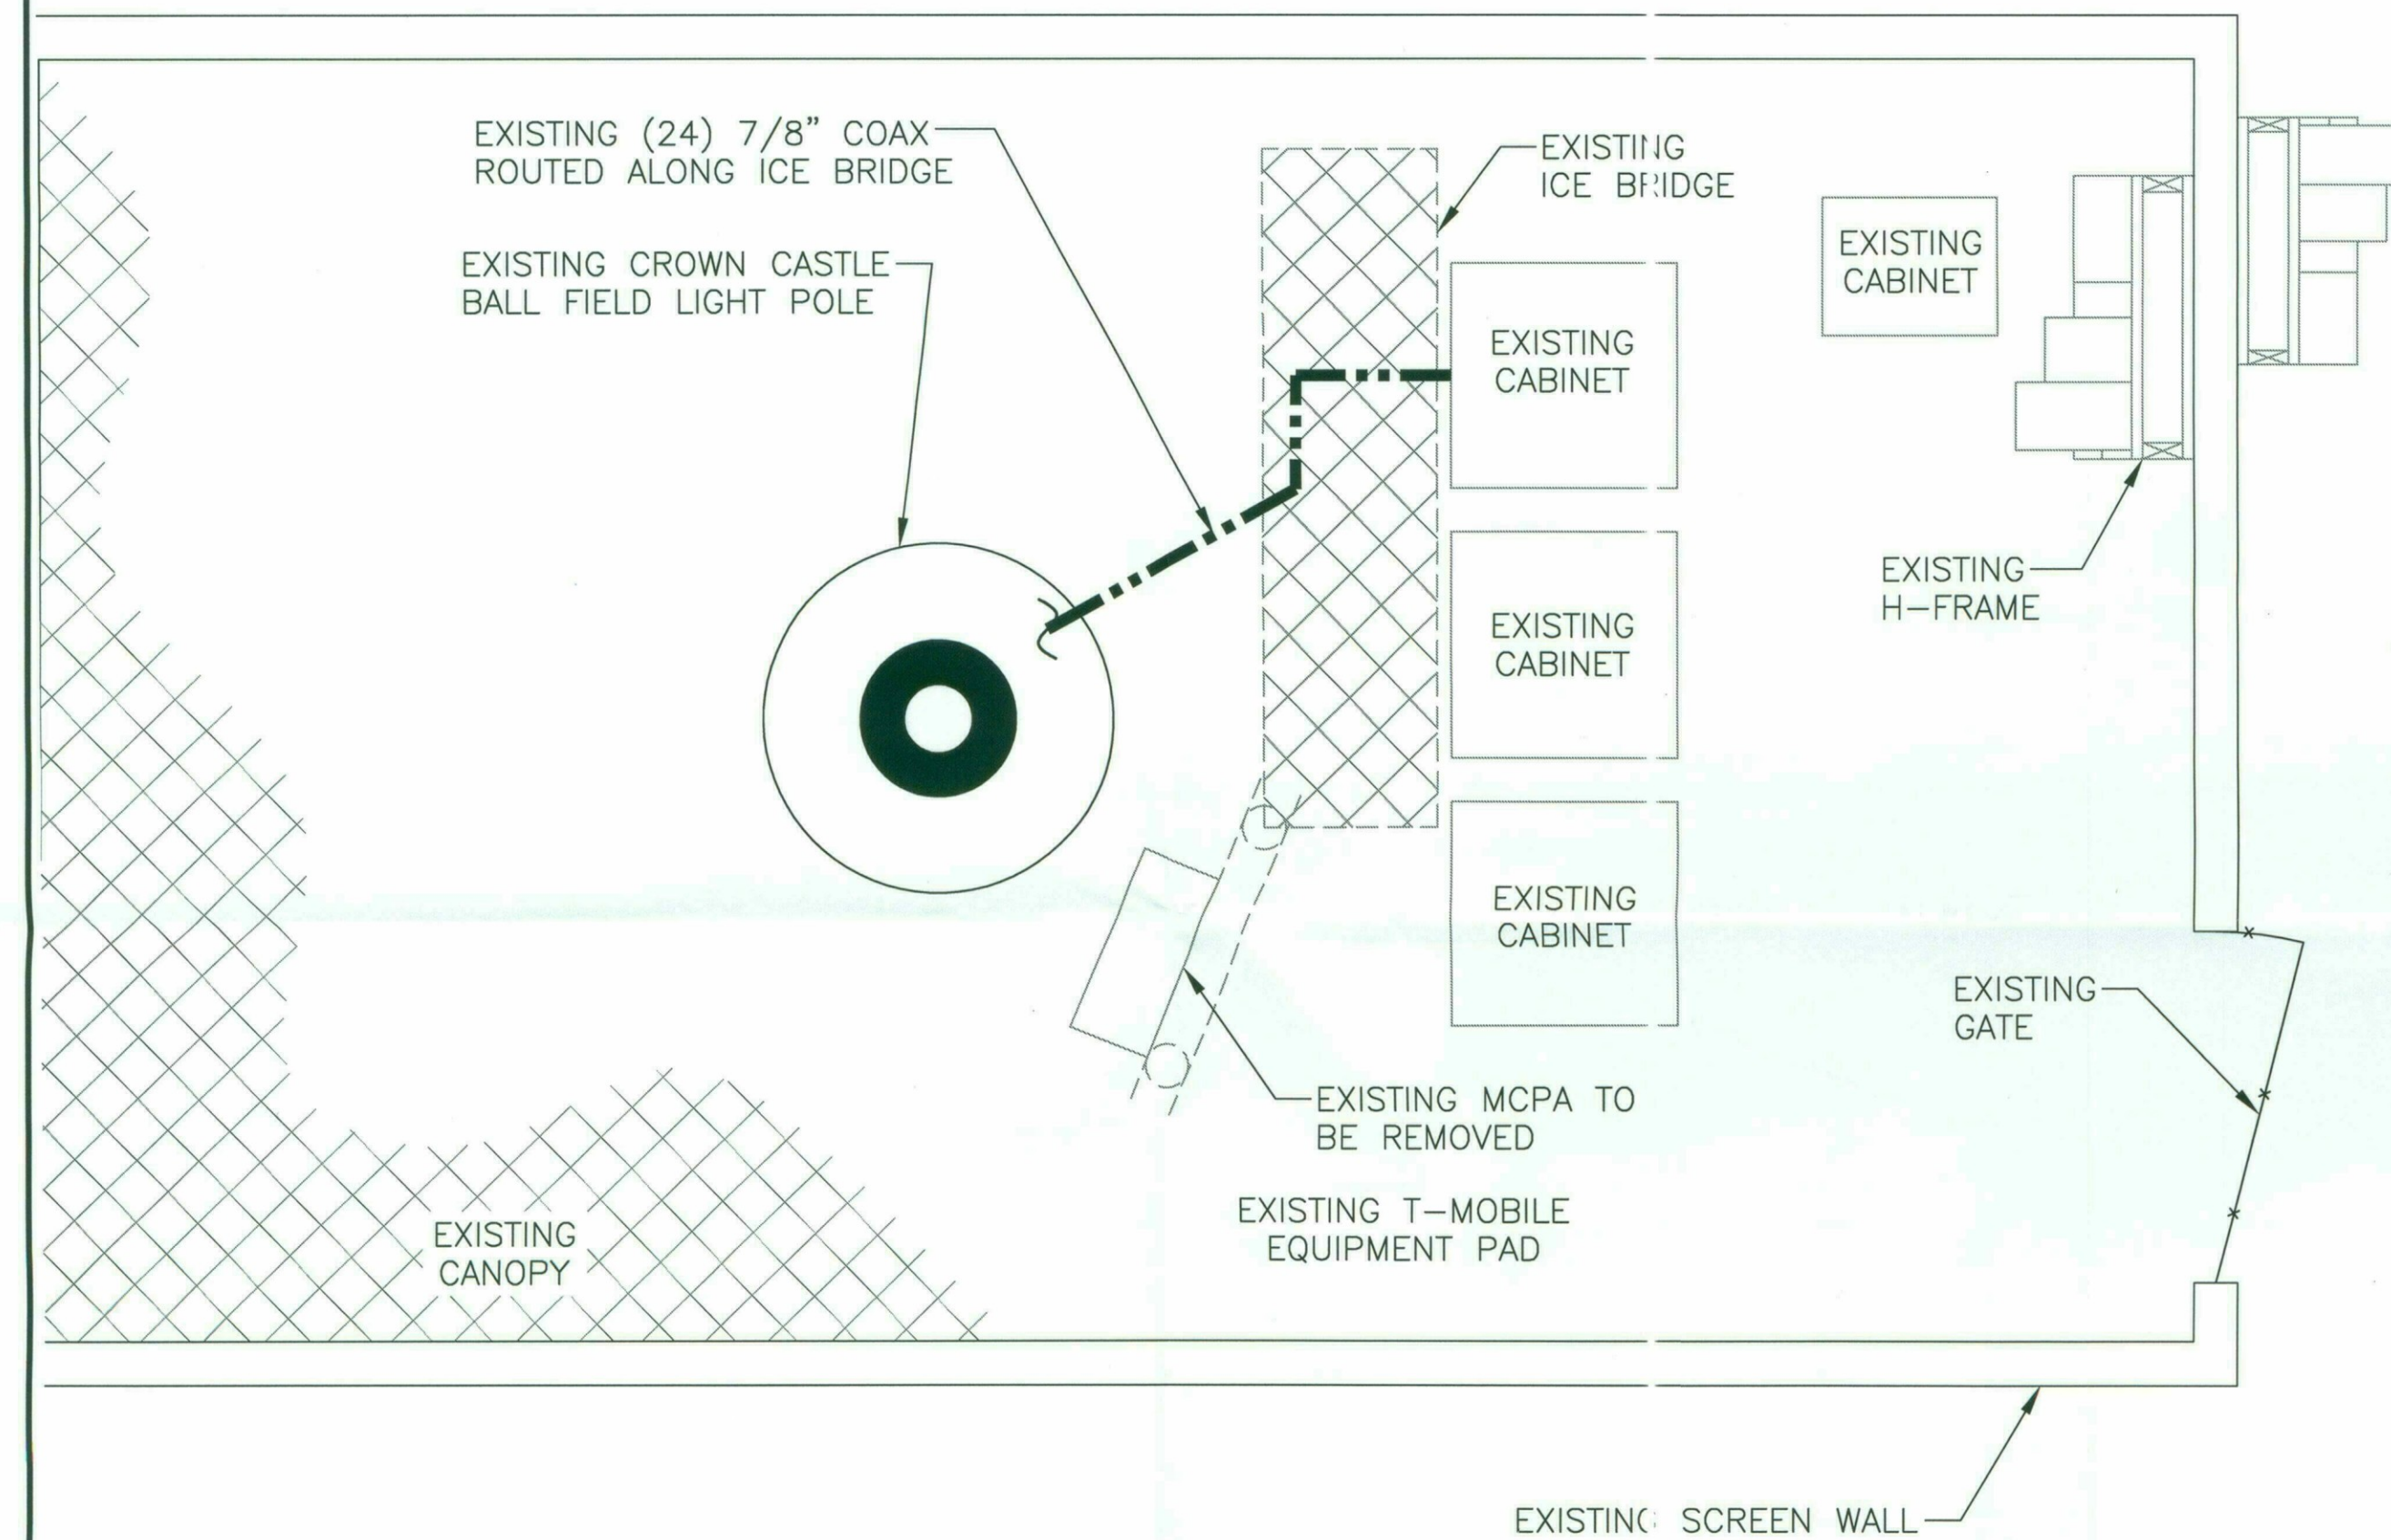 EXISTING (24) 7/8” COAX
ROUTED ALONG ICE BRIDGE
EXISTING
ICE BRIDGE
EXISTING CROWN CASTLE
BALL FIELD LIGHT POLE
EXISTING
CABINET
EXISTING
CABINET
EXISTING
H-FRAME
EXISTING
CABINET
EXISTING
CABINET
EXISTING
GATE
EXISTING MCPA TO
BE REMOVED
EXISTING T-MOBILE
EQUIPMENT PAD
EXISTING
CANOPY
EXISTING SCREEN WALL